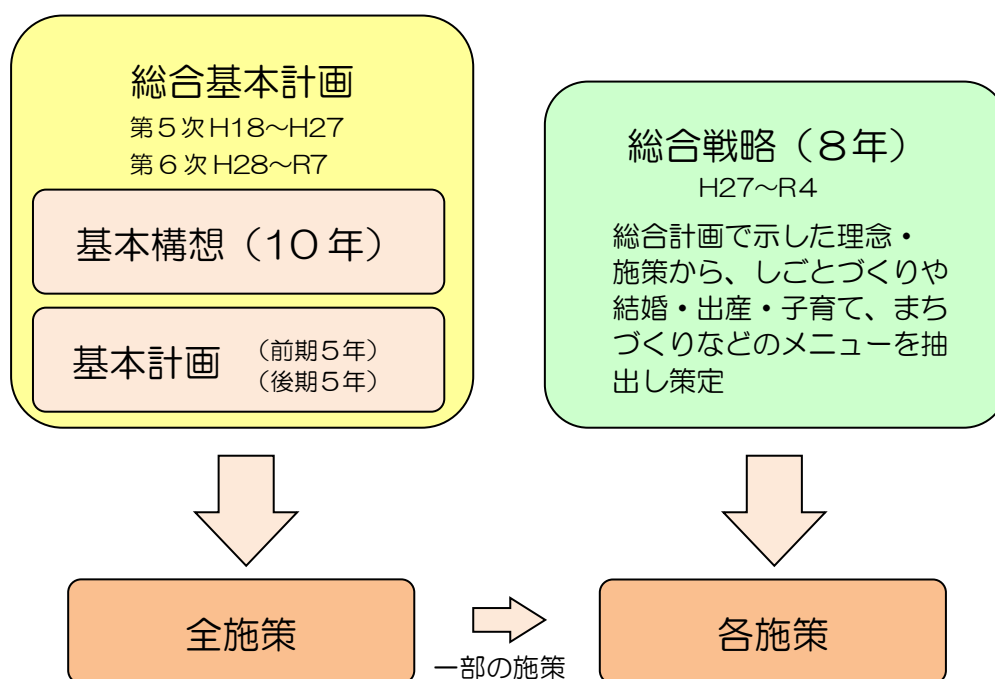 総合基本計画
第5次H18～H27
第6次H28～R7
基本構想（10年）
基本計画
（前期5年）
（後期5年）
総合戦略（8年）
H27～R4
総合計画で示した理念・
施策から、しごとづくりや
結婚・出産・子育て、まち
づくりなどのメニューを抽
出し策定
全施策
一部の施策
各施策